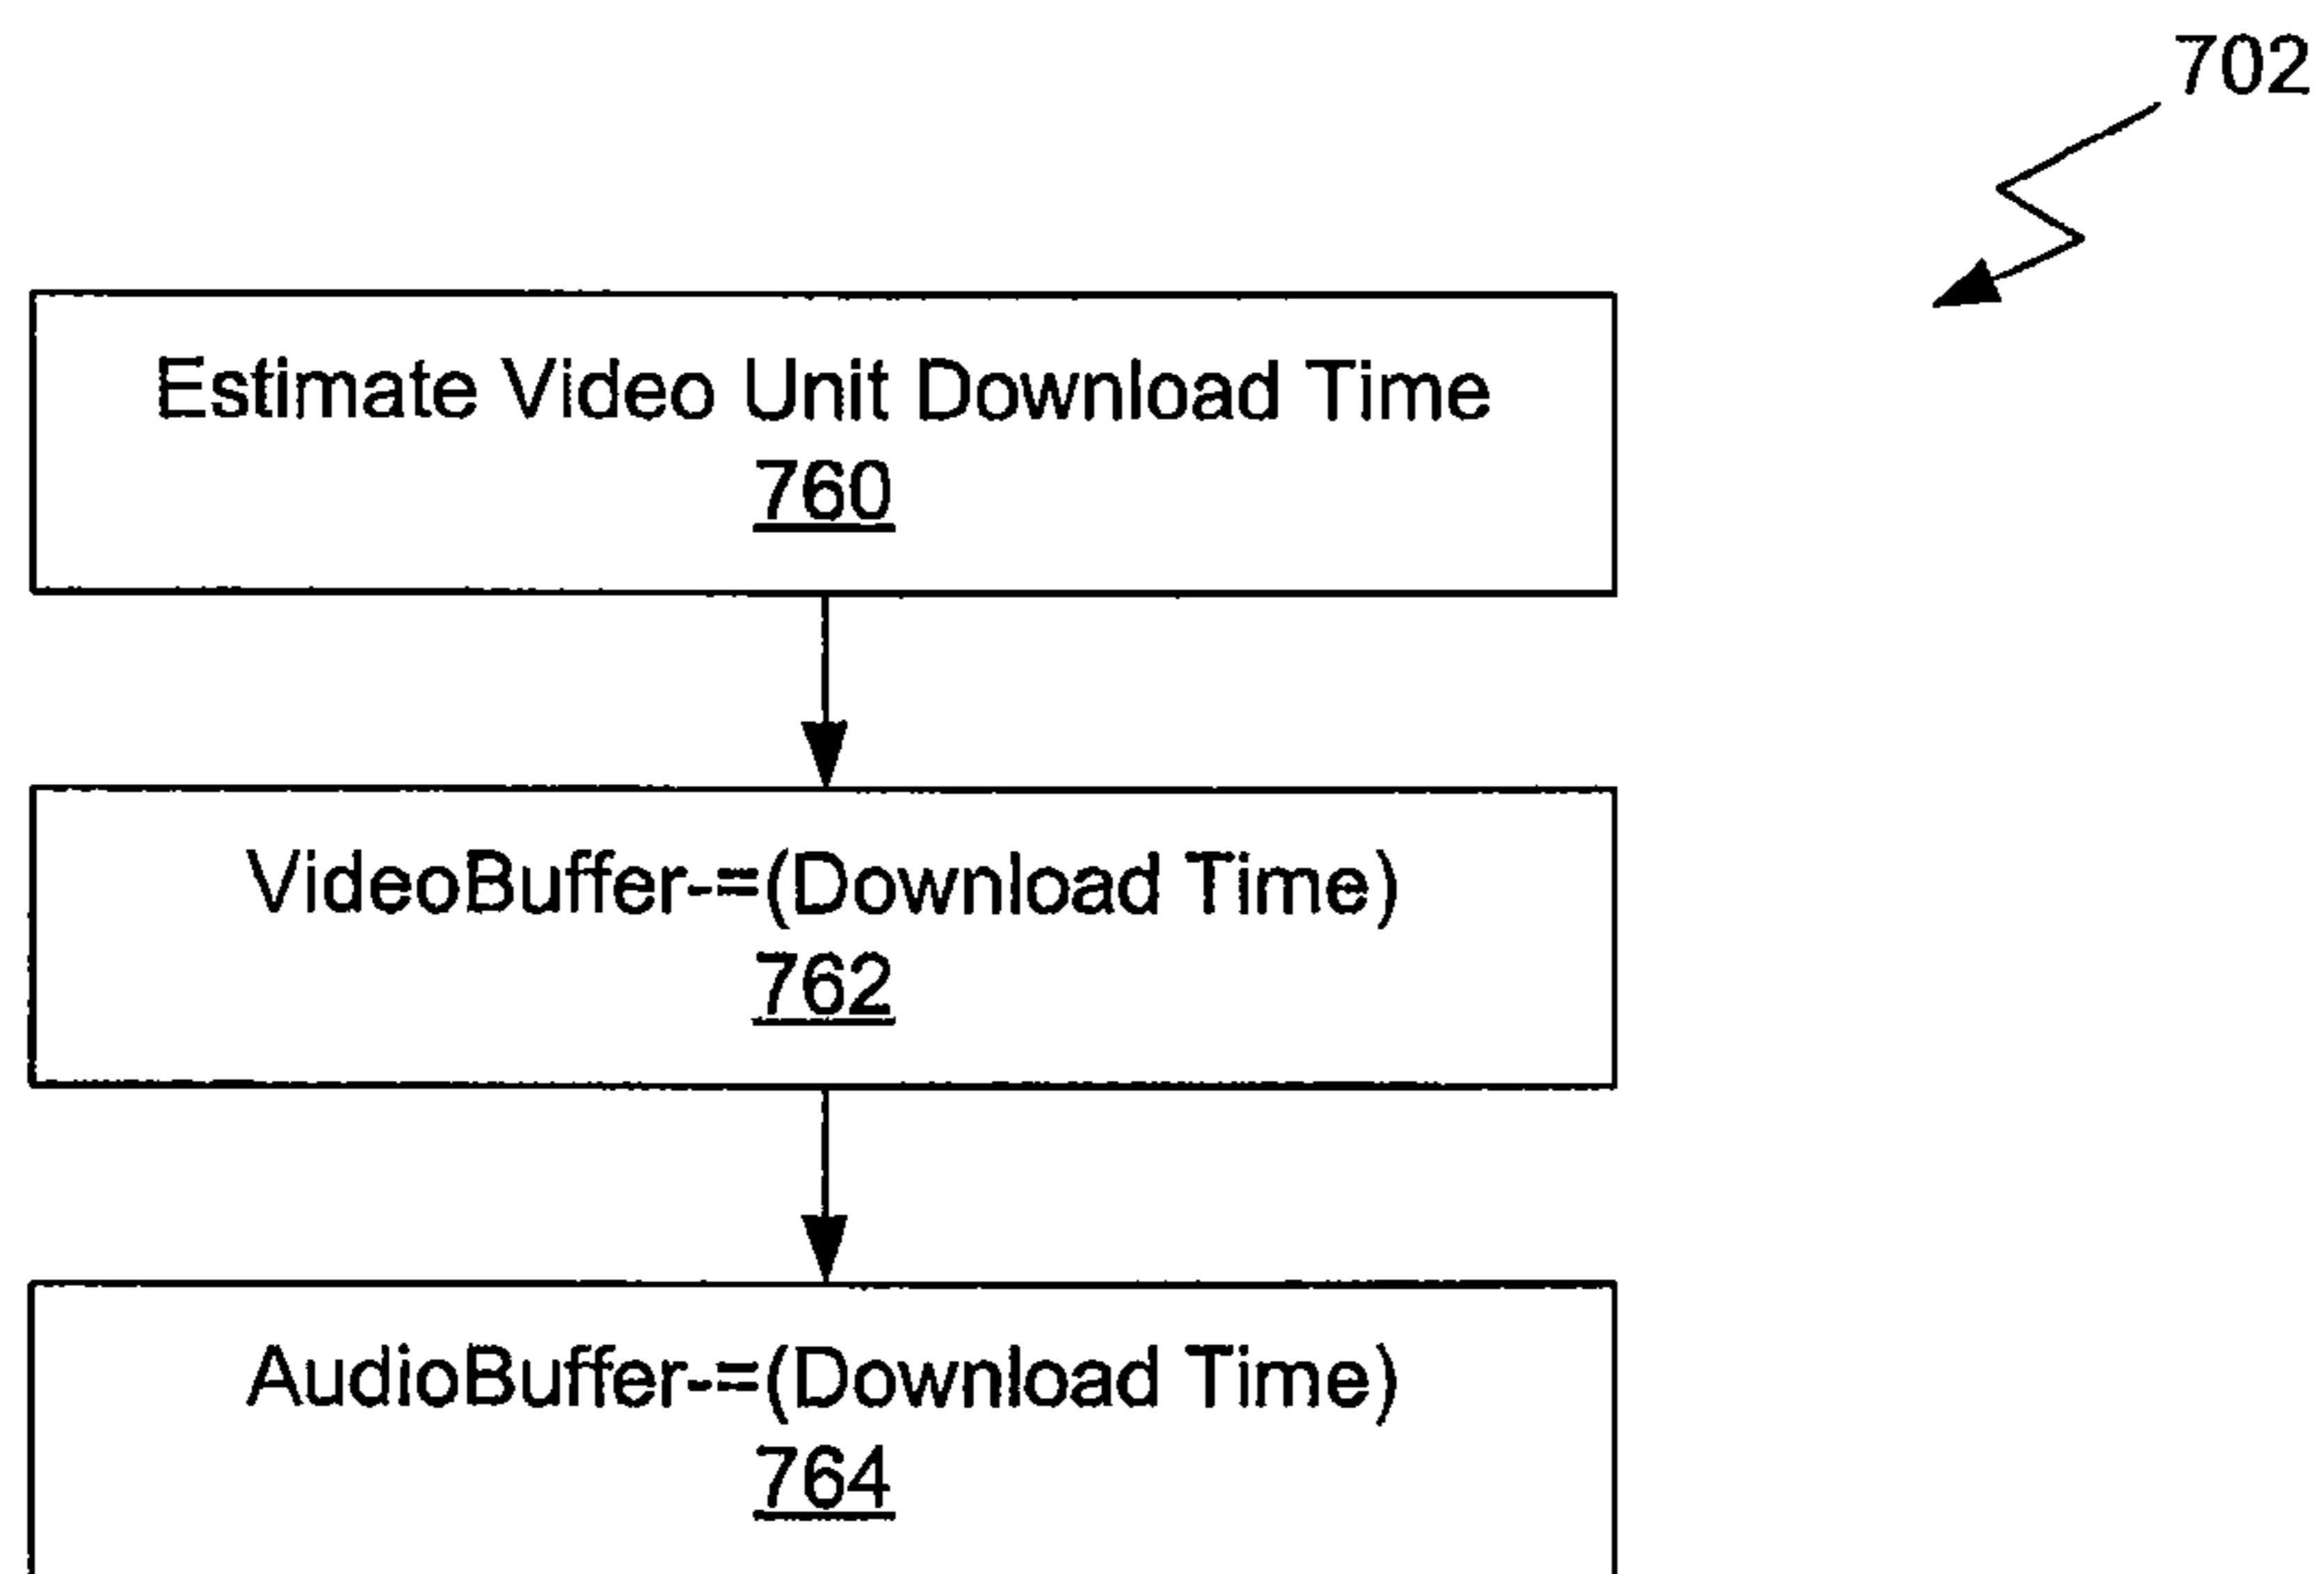 702
Estimate Video Unit Download Time
760
VideoBuffer-=(Download Time)
762
AudioBuffer-=(Download Time)
764